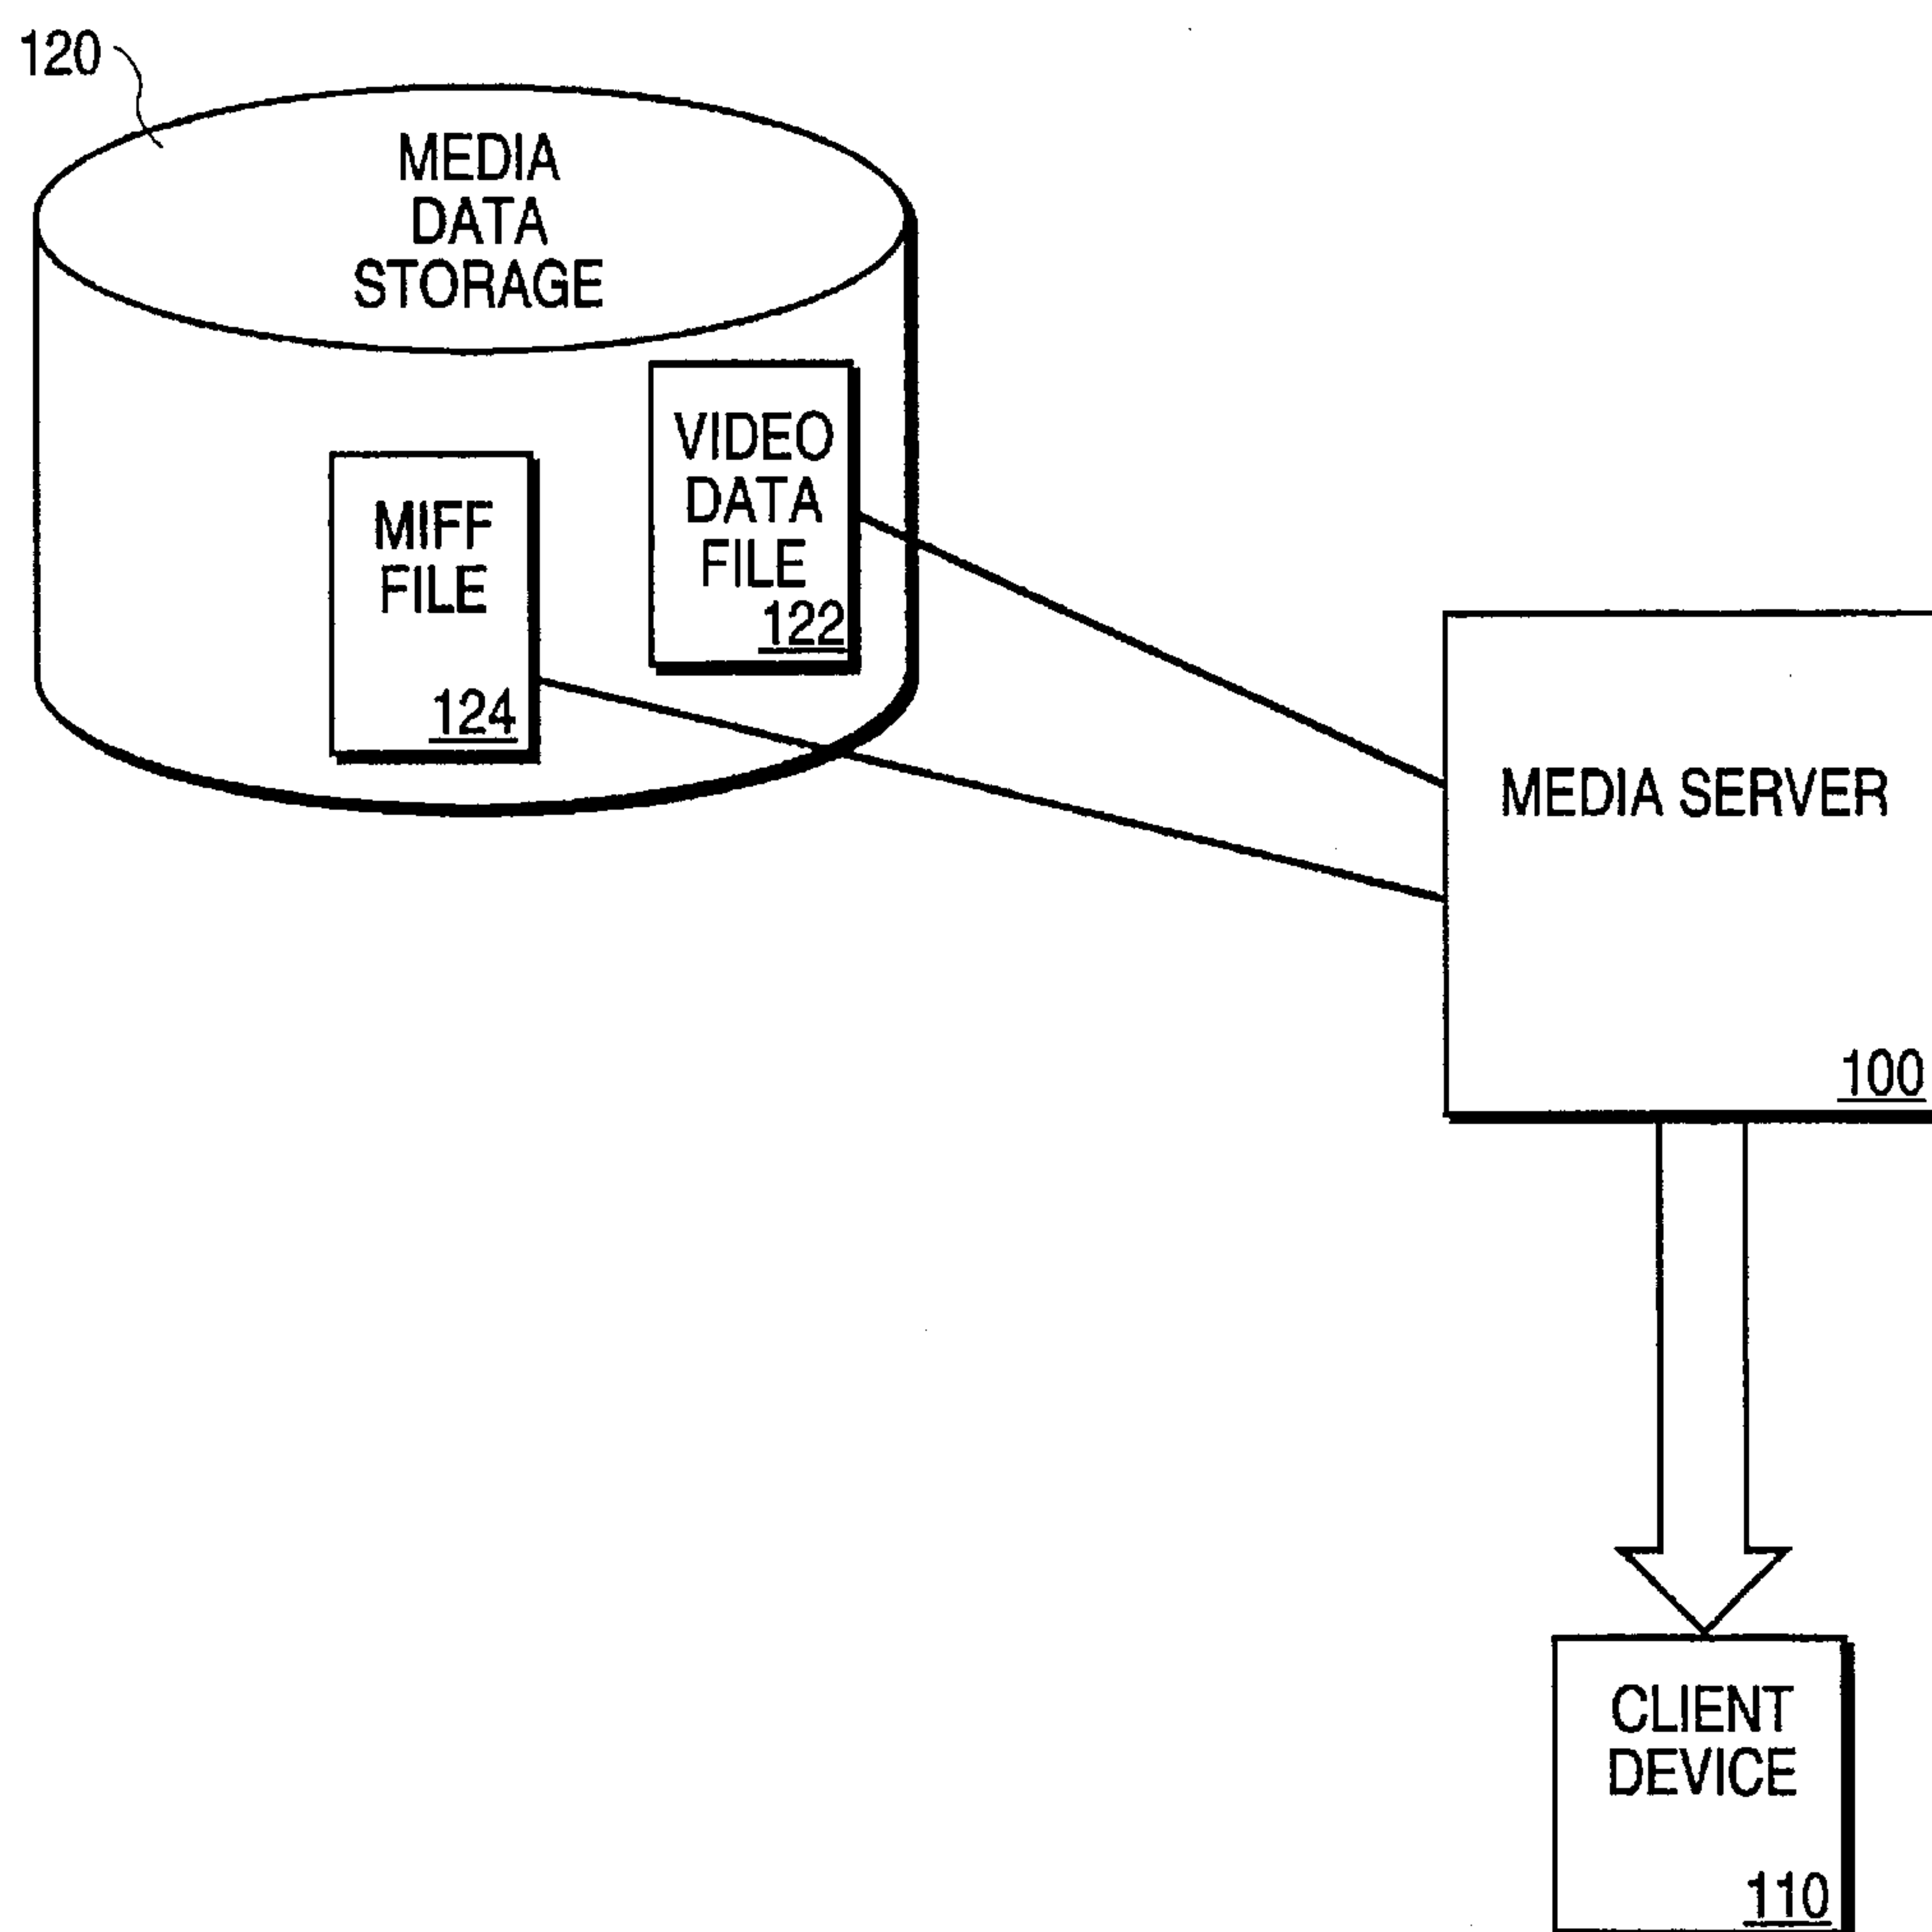 120
MEDIA
DATA
STORAGE
VIDEO
DATA
FILE
122
MIFF
FILE
124
MEDIA SERVER
100
CLIENT
DEVICE
110